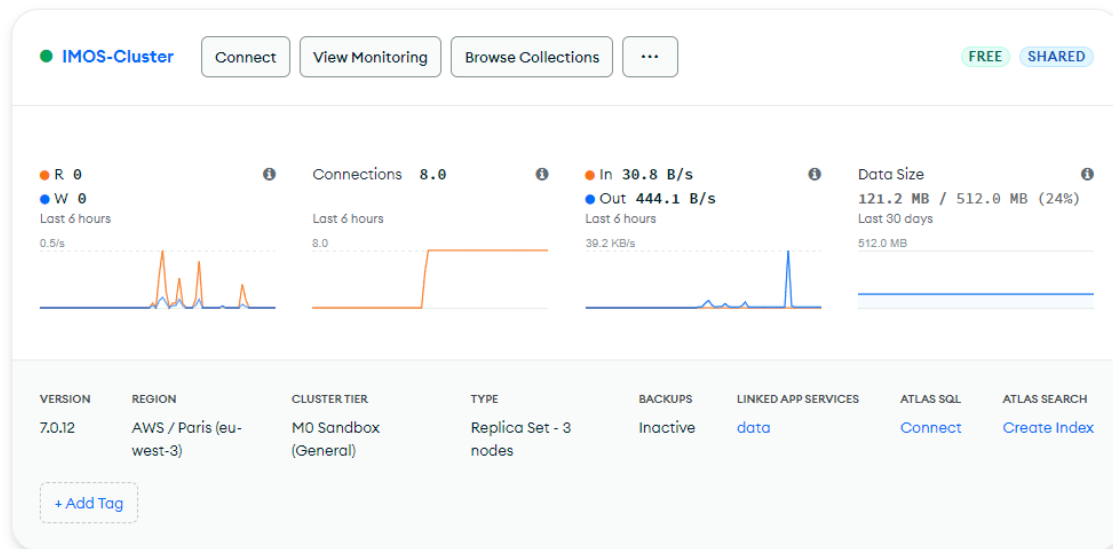 IMOS-Cluster
Connect
View Monitoring
Browse Collections
...
FREE
SHARED
R 0
W 0
Last 6 hours
0.5/s
Connections 8.0
Last 6 hours
8.0
In 30.8 B/s
Out 444.1 B/s
Last 6 hours
39.2 KB/s
Data Size
121.2 MB / 512.0 MB (24%)
Last 30 days
512.0 MB
VERSION
7.0.12
REGION
AWS / Paris (eu-
west-3)
CLUSTER TIER
M0 Sandbox
(General)
TYPE
Replica Set - 3
nodes
BACKUPS
Inactive
LINKED APP SERVICES
data
ATLAS SQL
Connect
ATLAS SEARCH
Create Index
+ Add Tag